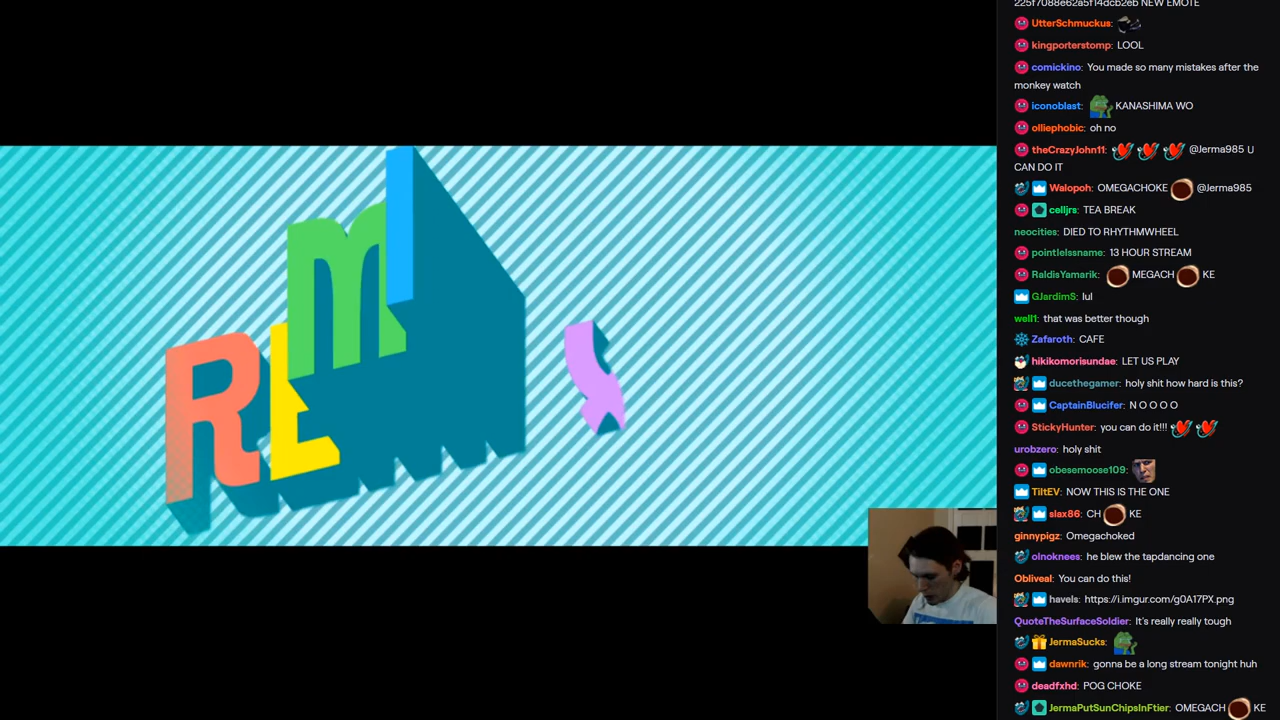 REM
225f7088e62a5f14dcb2eb NEW EMOTE
UtterSchmuckus:
kingporterstomp: LOOL
comickino: You made so many mistakes after the
monkey watch
iconoblast: KANASHIMA WO
olliephobic: oh no
theCrazyJohn11: @Jerma985 U
CAN DO IT
Walopoh: OMEGACHOKE @Jerma985
celljrs: TEA BREAK
neocities: DIED TO RHYTHMWHEEL
pointlelssname: 13 HOUR STREAM
RaldisYamarik: MEGACH KE
GJardimS: lul
well1: that was better though
Zafaroth: CAFE
hikikomorisundae: LET US PLAY
ducethegamer: holy shit how hard is this?
CaptainBlucifer: N O O O O
StickyHunter: you can do it!!!
urobzero: holy shit
obesemoose109:
TiltEV: NOW THIS IS THE ONE
slax86: CH KE
ginnypigz: Omegachoked
olnoknees: he blew the tapdancing one
Obliveal: You can do this!
havels: https://i.imgur.com/g0A17PX.png
QuoteTheSurfaceSoldier: It's really really tough
JermaSucks:
dawnrik: gonna be a long stream tonight huh
deadfxhd: POG CHOKE
JermaPutSunChipsInFtier: OMEGACH KE